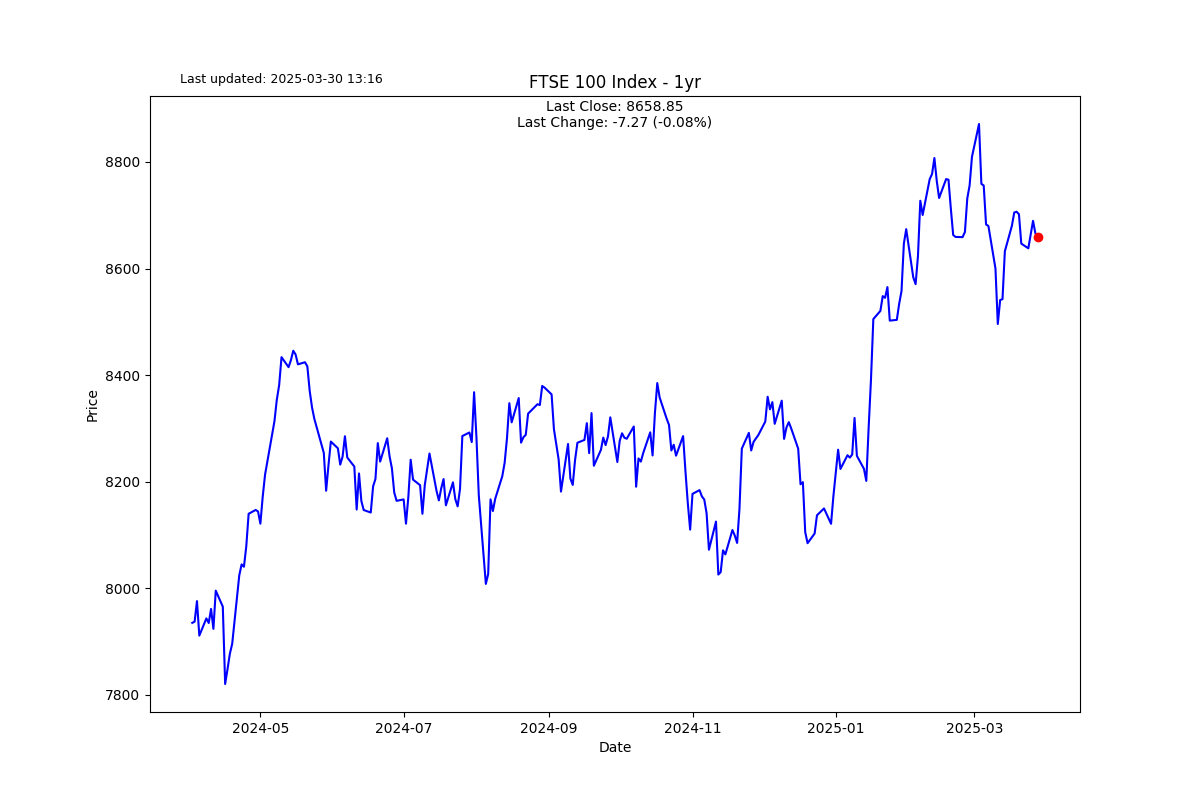 Last updated: 2025-03-30 13:16
FTSE 100 Index - 1yr
Last Close: 8658.85
Last Change: -7.27 (-0.08%)
Price
8800
8600
8400
8200
8000
7800
2024-05 2024-07 2024-09 2024-11 2025-01 2025-03
Date